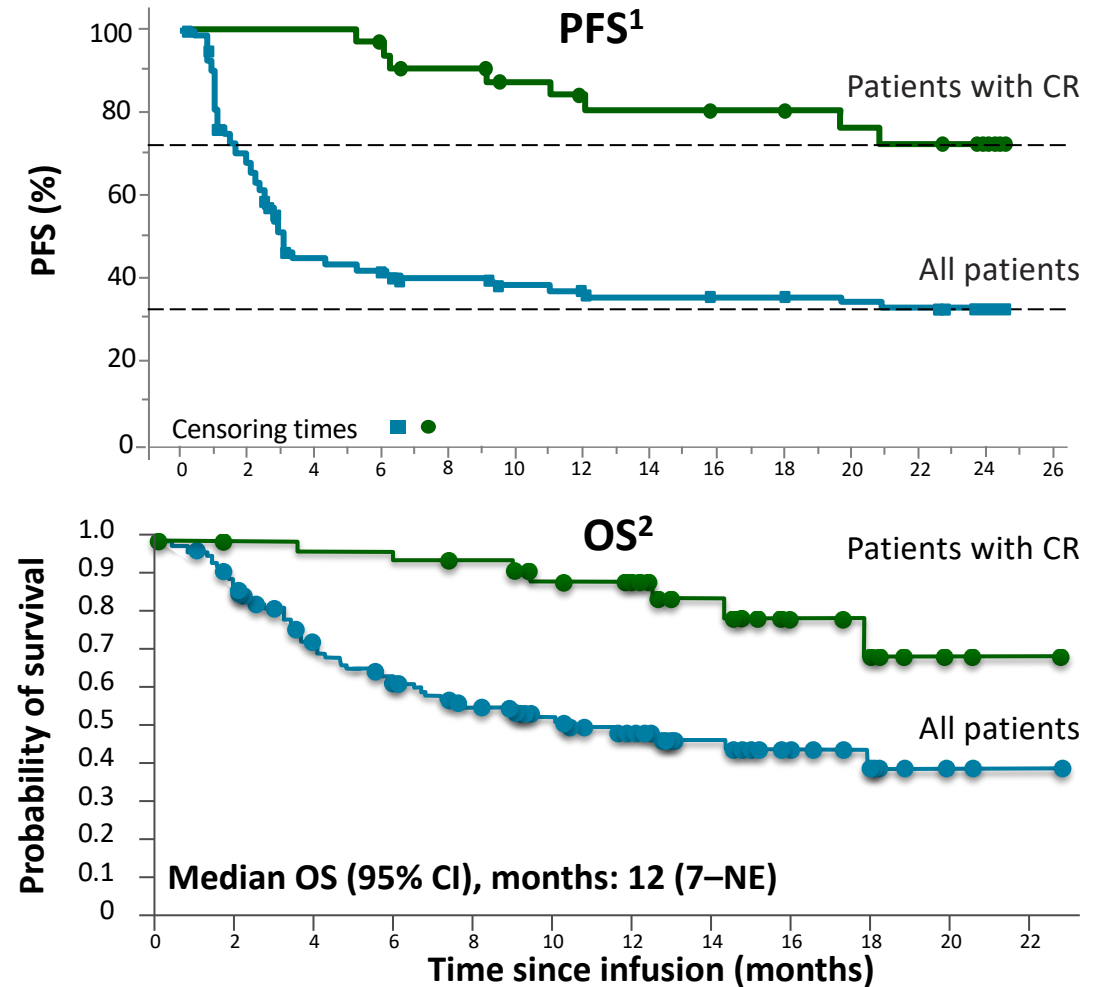 PFS¹
PFS (%)
100
80
60
40
20
0
Patients with CR
All patients
Censoring times
0 2 4 6 8 10 12 14 16 18 20 22 24 26
OS²
Probability of survival
1.0
0.9
0.8
0.7
0.6
0.5
0.4
0.3
0.2
0.1
0
Patients with CR
All patients
Median OS (95% CI), months: 12 (7–NE)
0 2 4 6 8 10 12 14 16 18 20 22
Time since infusion (months)